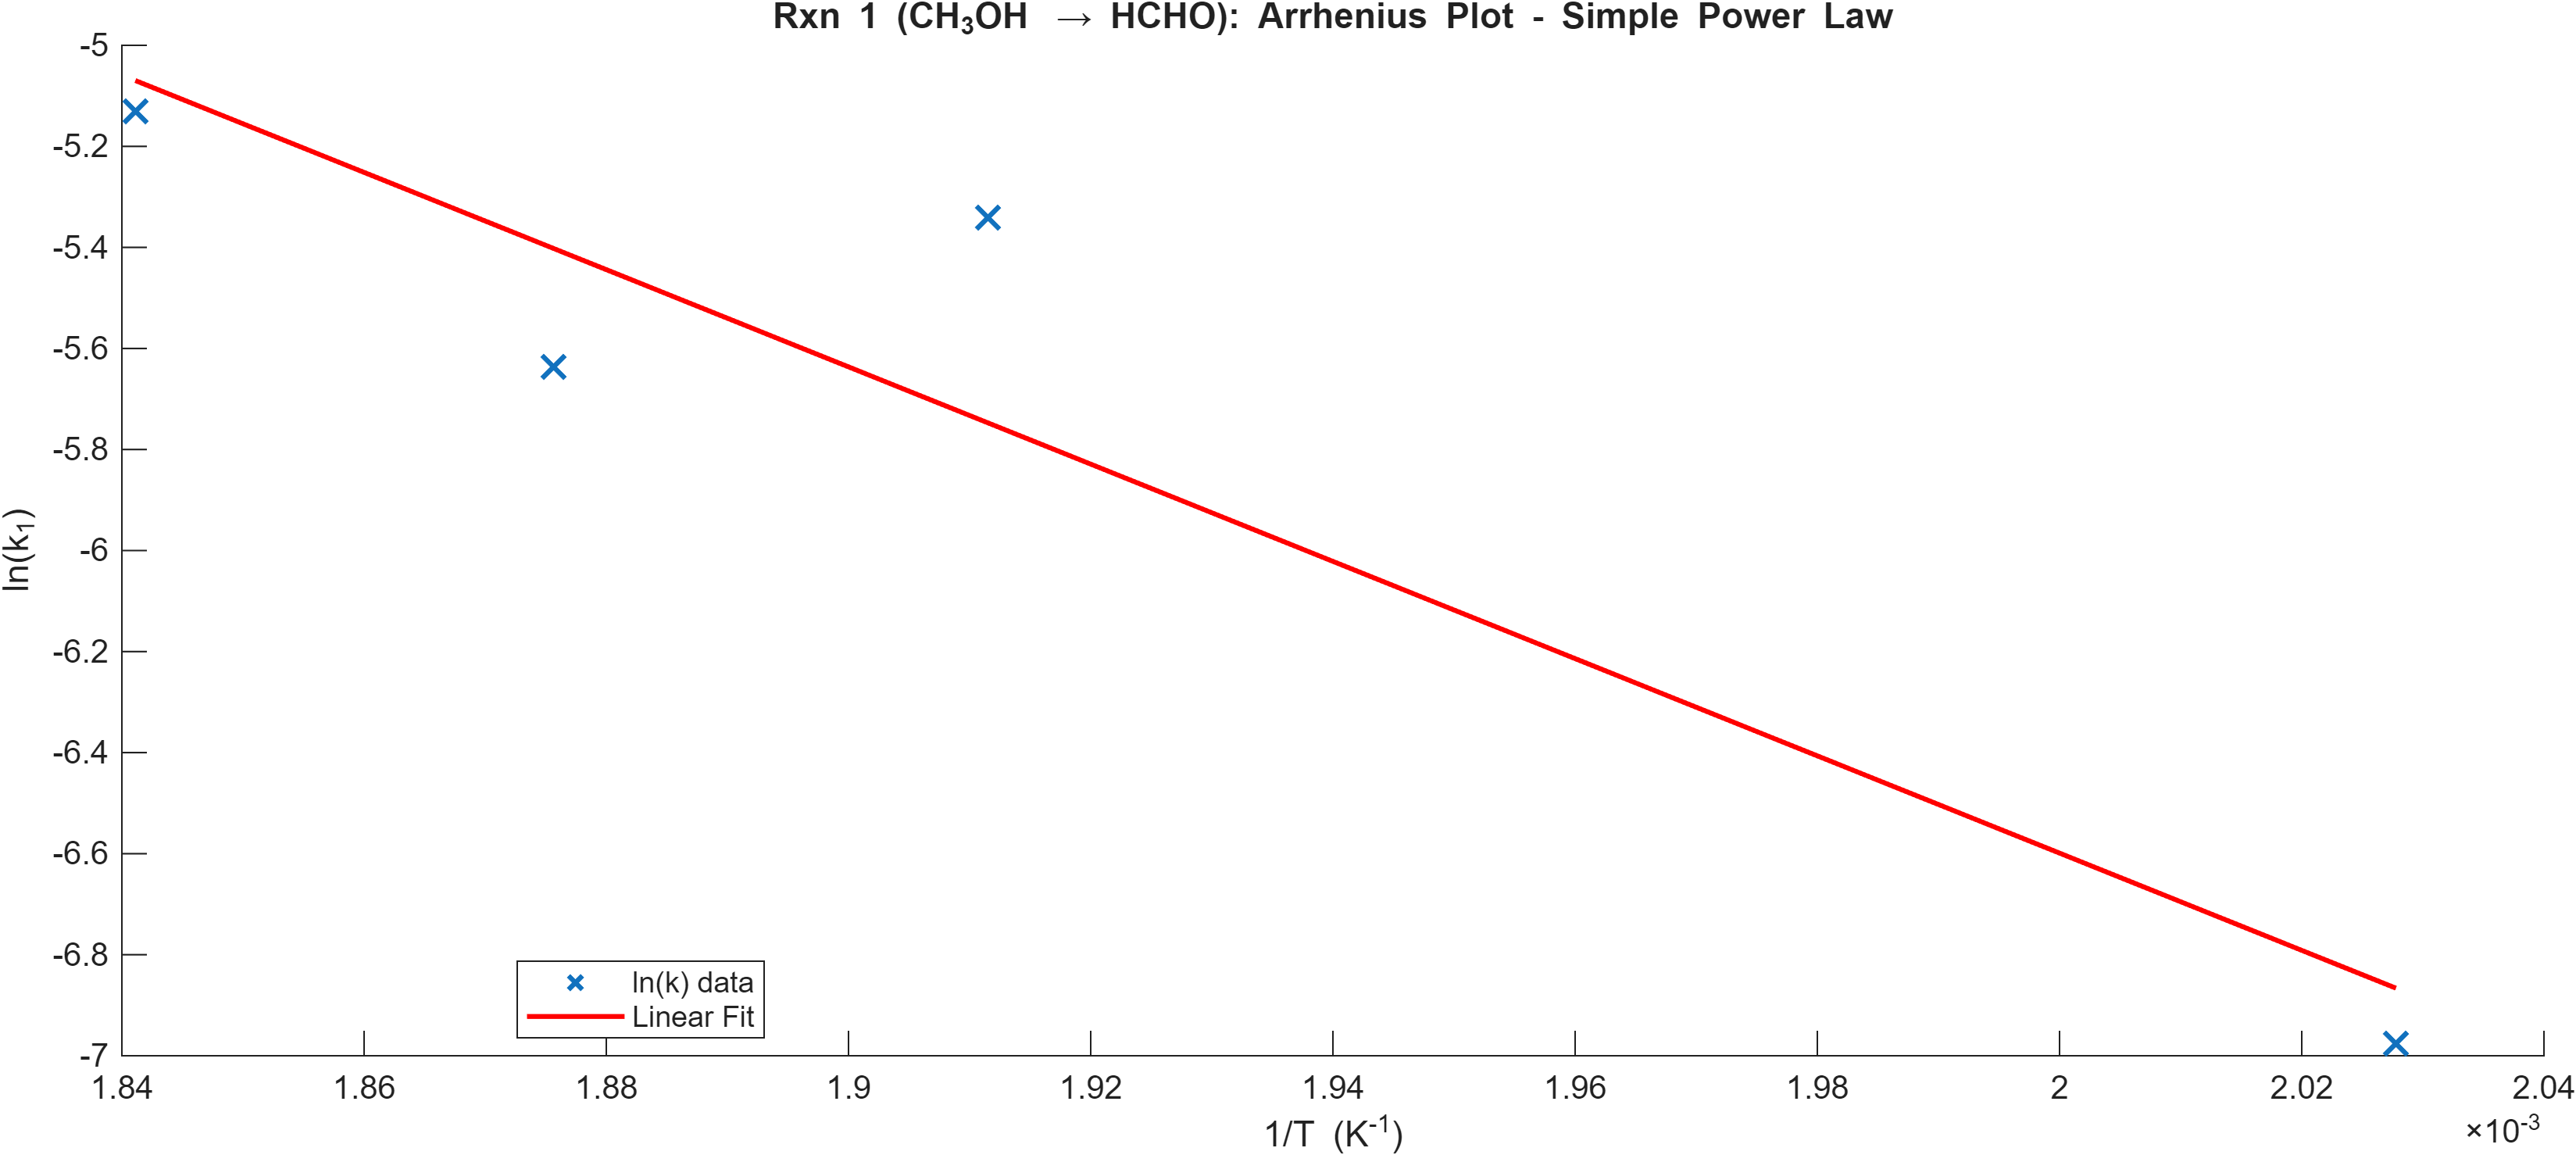 Rxn 1 (CH₃OH → HCHO): Arrhenius Plot - Simple Power Law
ln(k₁)
-5
-5.2
-5.4
-5.6
-5.8
-6
-6.2
-6.4
-6.6
-6.8
-7
ln(k) data
Linear Fit
1.84 1.86 1.88 1.9 1.92 1.94 1.96 1.98 2 2.02 2.04
1/T (K⁻¹)
×10⁻³